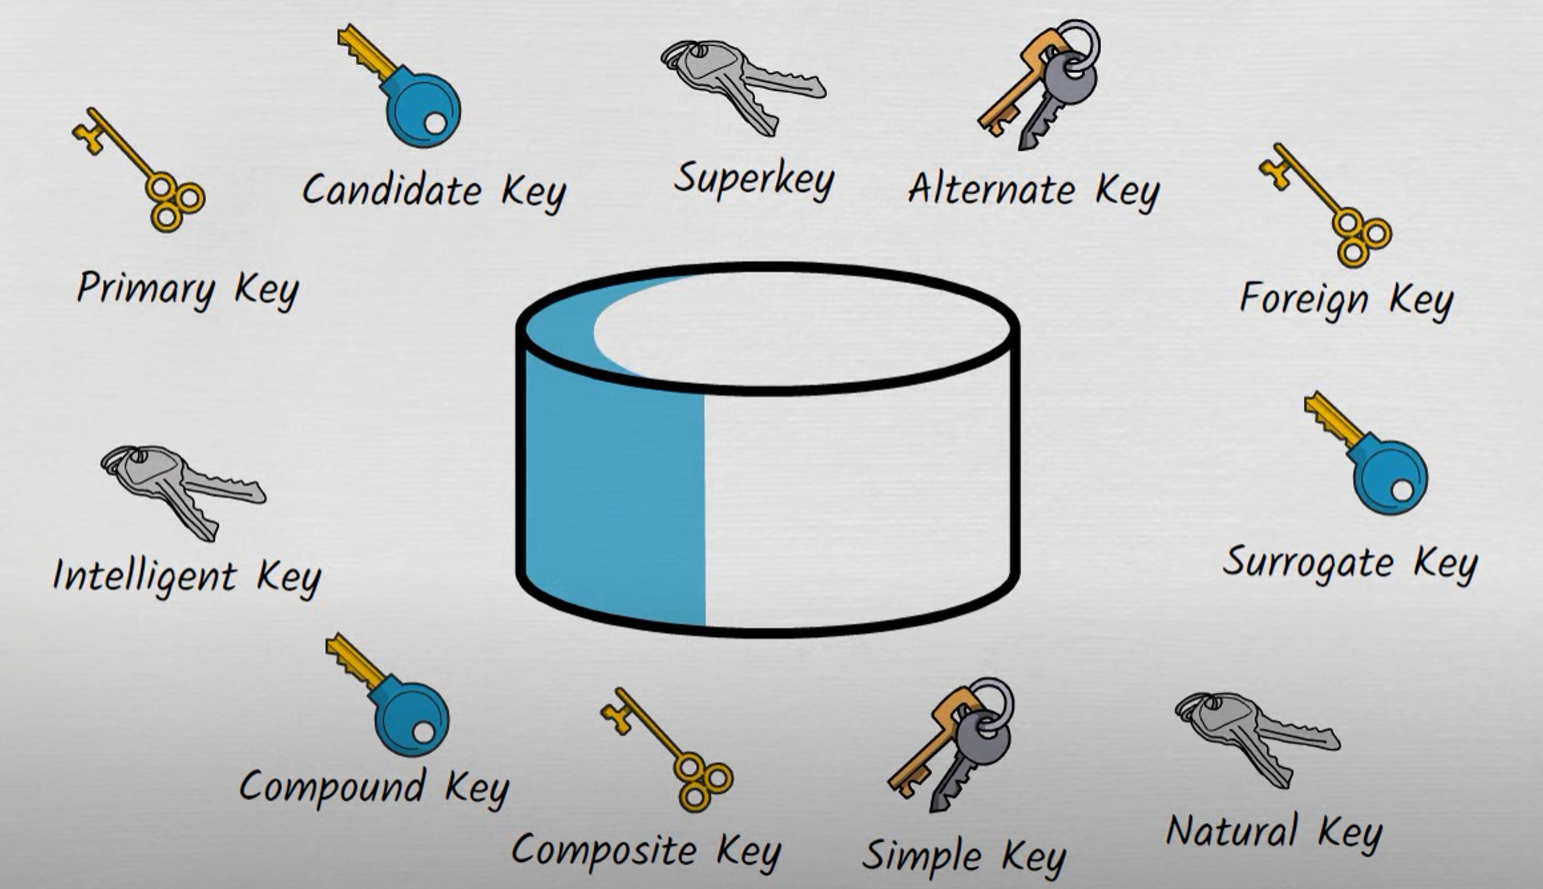 Candidate Key
Superkey
Alternate Key
Primary Key
Foreign Key
Intelligent Key
Surrogate Key
Compound Key
Composite Key
Simple Key
Natural Key